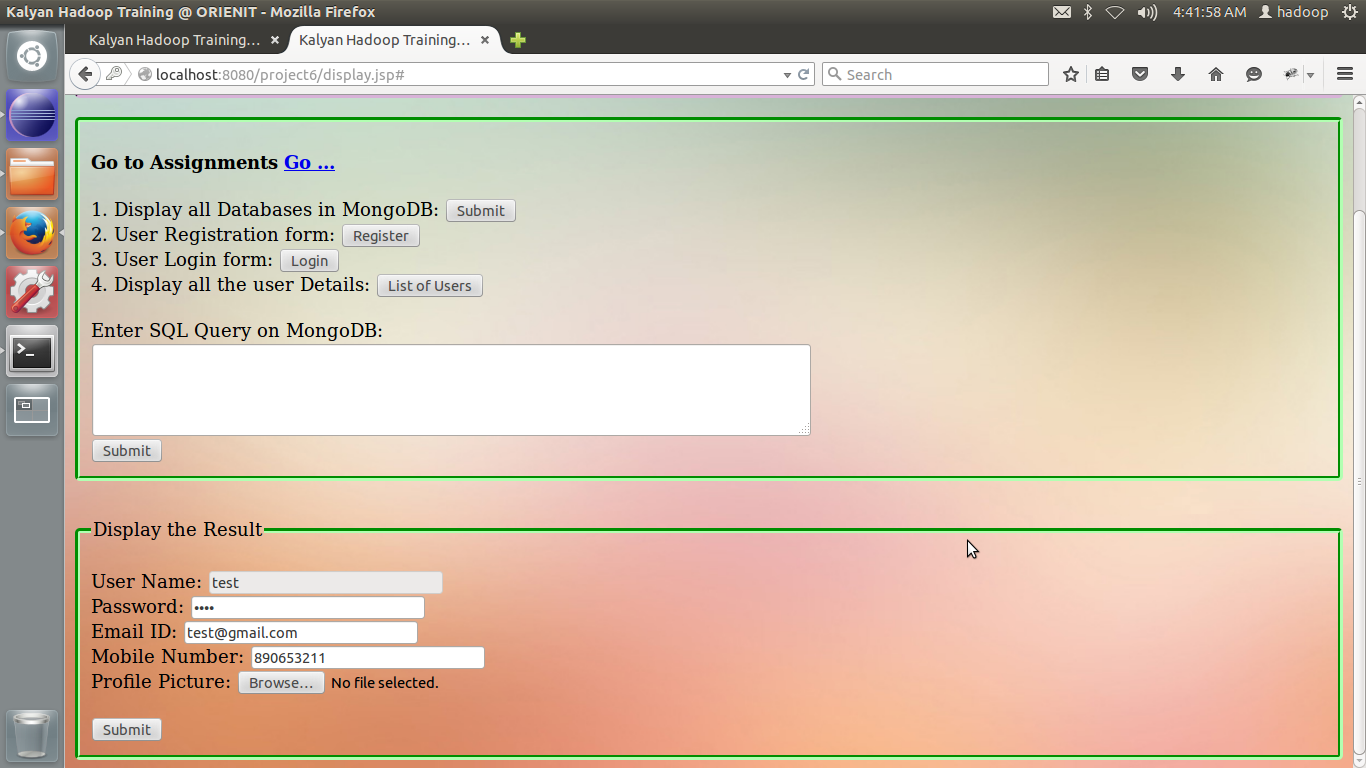 Kalyan Hadoop Training @ ORIENIT - Mozilla Firefox
4:41:58 AM hadoop
Kalyan Hadoop Training...
Kalyan Hadoop Training...
localhost:8080/project6/display.jsp#
Search
Go to Assignments Go ...
1. Display all Databases in MongoDB: Submit
2. User Registration form: Register
3. User Login form: Login
4. Display all the user Details: List of Users
Enter SQL Query on MongoDB:
Submit
Display the Result
User Name: test
Password: ••••
Email ID: test@gmail.com
Mobile Number: 890653211
Profile Picture: Browse... No file selected.
Submit